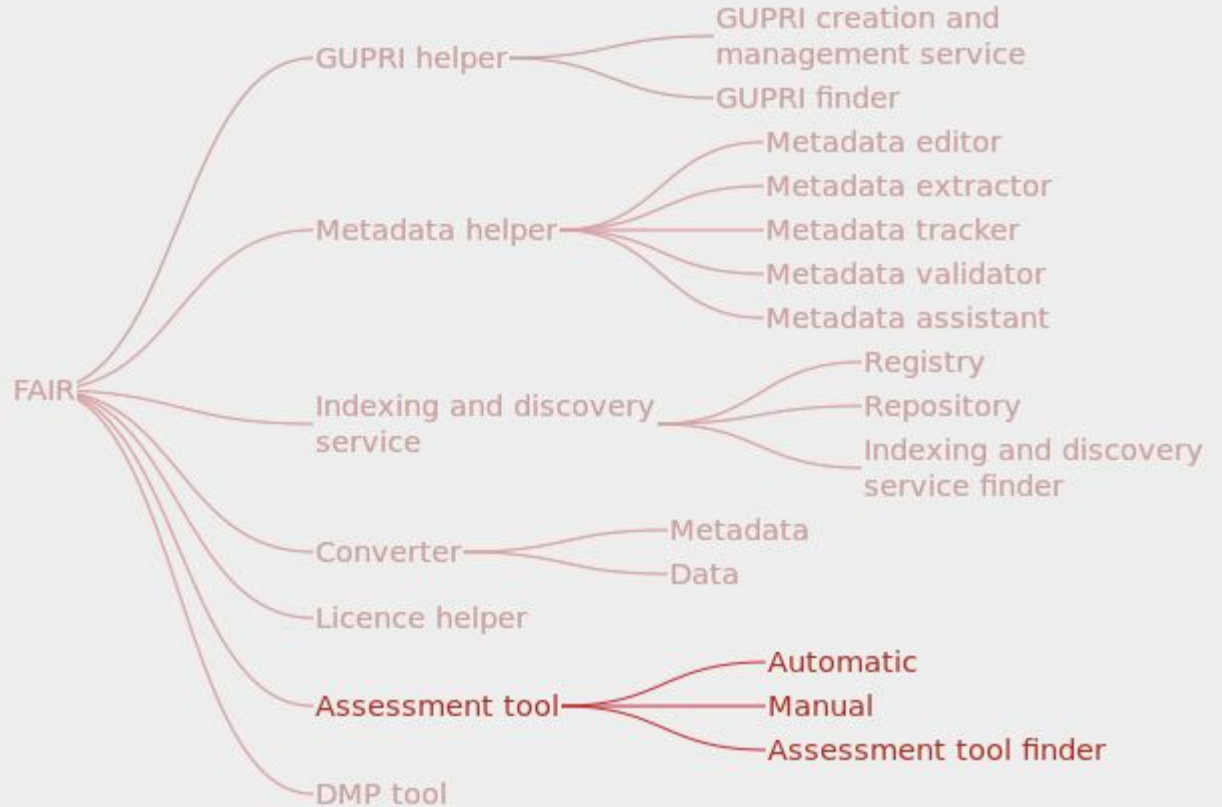 FAIR
GUPRI helper
GUPRI creation and
management service
GUPRI finder
Metadata helper
Metadata editor
Metadata extractor
Metadata tracker
Metadata validator
Metadata assistant
Indexing and discovery
service
Registry
Repository
Indexing and discovery
service finder
Converter
Metadata
Data
Licence helper
Assessment tool
Automatic
Manual
Assessment tool finder
DMP tool